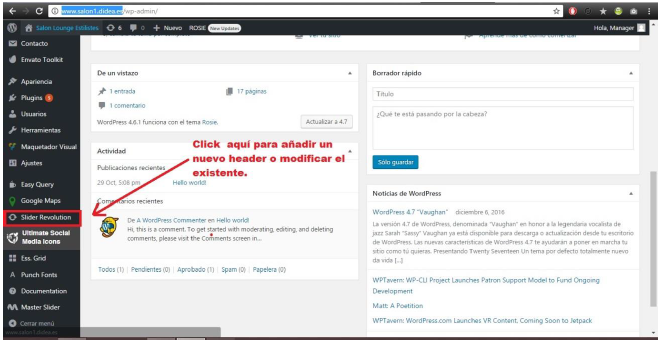 www.salon1.didea.es/wp-admin/
Salon Lounge Estilistes 6 0 + Nuevo ROSIE New Updates Hola, Manager
Contacto
Envato Toolkit
Apariencia
Plugins 1
Usuarios
Herramientas
Maquetador Visual
Ajustes
Easy Query
Google Maps
Slider Revolution
Ultimate Social
Media Icons
Ess. Grid
Punch Fonts
Documentation
Master Slider
Cerrar menú
De un vistazo
1 entrada 17 páginas
1 comentario
WordPress 4.6.1 funciona con el tema Rosie. Actualizar a 4.7
Actividad
Publicaciones recientes
29 Oct, 5:08 pm Hello world!
Comentarios recientes
De A WordPress Commenter en Hello world!
Hi, this is a comment. To get started with moderating, editing, and deleting
comments, please visit the Comments screen in...
Todos (1) | Pendientes (0) | Aprobado (1) | Spam (0) | Papelera (0)
Click aquí para añadir un
nuevo header o modificar el
existente.
Aprende más de cómo comenzar
Borrador rápido
Título
¿Qué te está pasando por la cabeza?
Sólo guardar
Noticias de WordPress
WordPress 4.7 "Vaughan" diciembre 6, 2016
La versión 4.7 de WordPress, denominada "Vaughan" en honor a la legendaria vocalista de
jazz Sarah "Sassy" Vaughan ya está disponible para descarga o actualización desde tu escritorio
de WordPress. Las nuevas características de WordPress 4.7 te ayudarán a poner en marcha tu
sitio como tú quieras. Presentando Twenty Seventeen Un tema por defecto totalmente nuevo
da vida [...]
WPTavern: WP-CLI Project Launches Patron Support Model to Fund Ongoing
Development
Matt: A Poetition
WPTavern: WordPress.com Launches VR Content, Coming Soon to Jetpack